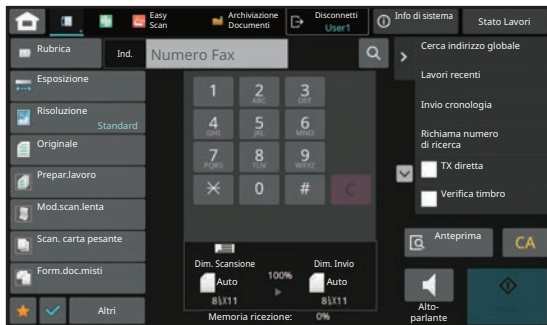 Easy Scan
Archiviazione Documenti
Disconnetti
User1
Info di sistema
Stato Lavori
Rubrica
Ind.
Numero Fax
Cerca indirizzo globale
Esposizione
Lavori recenti
Risoluzione
Standard
Invio cronologia
Originale
Richiama numero di ricerca
Prepar.lavoro
TX diretta
Mod.scan.lenta
Verifica timbro
Scan. carta pesante
Form.doc.misti
Altri
1
2 ABC
3 DEF
4 GHI
5 JKL
6 MNO
7 PQRS
8 TUV
9 WXYZ
0
#
C
Dim. Scansione
100%
Dim. Invio
Auto
Auto
8½X11
8½X11
Memoria ricezione: 0%
Anteprima
CA
Alto-
parlante